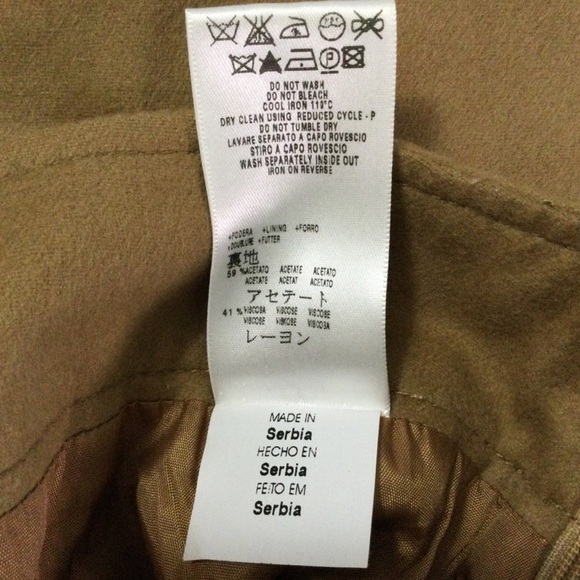 DO NOT WASH
DO NOT BLEACH
COOL IRON 110°C
DRY CLEAN USING REDUCED CYCLE - P
DO NOT TUMBLE DRY
LAVARE SEPARATO A CAPO ROVESCIO
STIRO A CAPO ROVESCIO
WASH SEPARATELY INSIDE OUT
IRON ON REVERSE
+FODERA +LINING +FORRO
+DOUBLURE +FUTTER
裏地
59 %ACETATO ACETATE ACETATO
ACETATE ACETAT ACETATO
アセテート
41 %VISCOSA VISCOSE VISCOSE
VISCOSE VISKOSE VISCOSA
レーヨン
MADE IN
Serbia
HECHO EN
Serbia
FEITO EM
Serbia